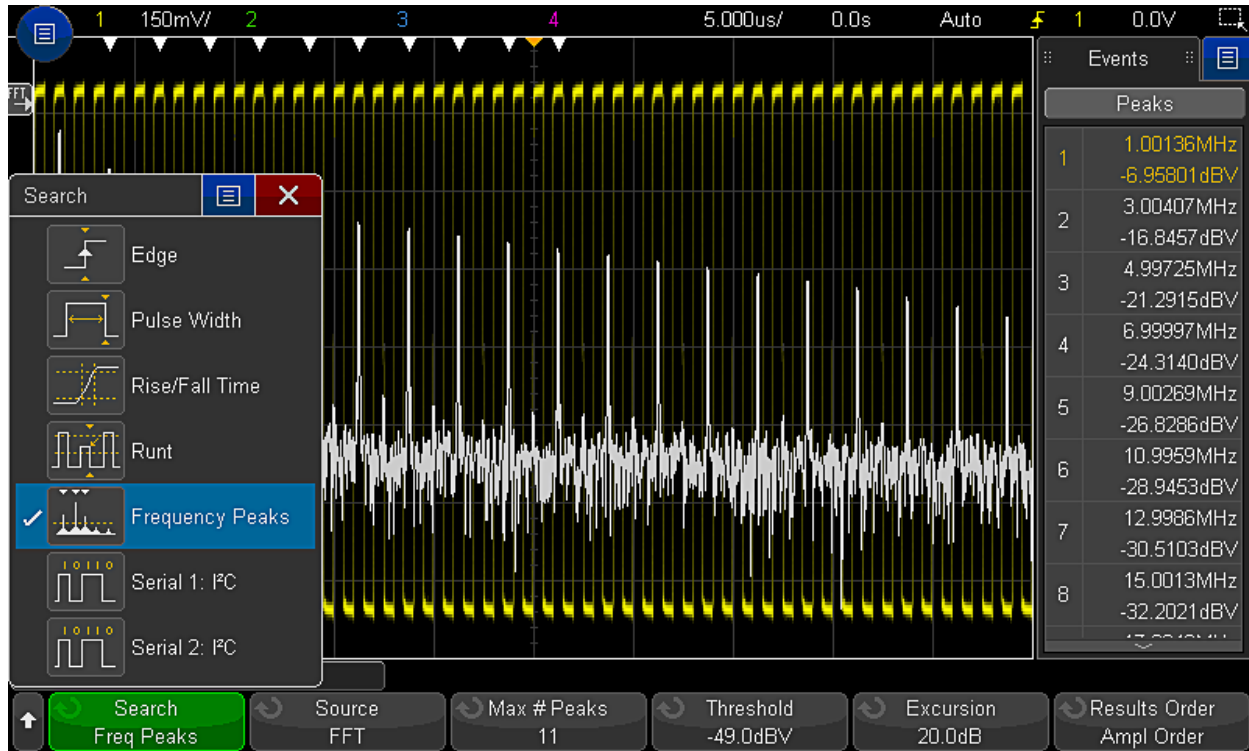 1 150mV/ 2 3 4 5.000us/ 0.0s Auto 1 0.0V
FFT
Events
Peaks
1 1.00136MHz
-6.95801dBV
2 3.00407MHz
-16.8457dBV
3 4.99725MHz
-21.2915dBV
4 6.99997MHz
-24.3140dBV
5 9.00269MHz
-26.8286dBV
6 10.9959MHz
-28.9453dBV
7 12.9986MHz
-30.5103dBV
8 15.0013MHz
-32.2021dBV
Search
Edge
Pulse Width
Rise/Fall Time
Runt
Frequency Peaks
10110
Serial 1: I²C
10110
Serial 2: I²C
Search
Freq Peaks
Source
FFT
Max # Peaks
11
Threshold
-49.0dBV
Excursion
20.0dB
Results Order
Ampl Order